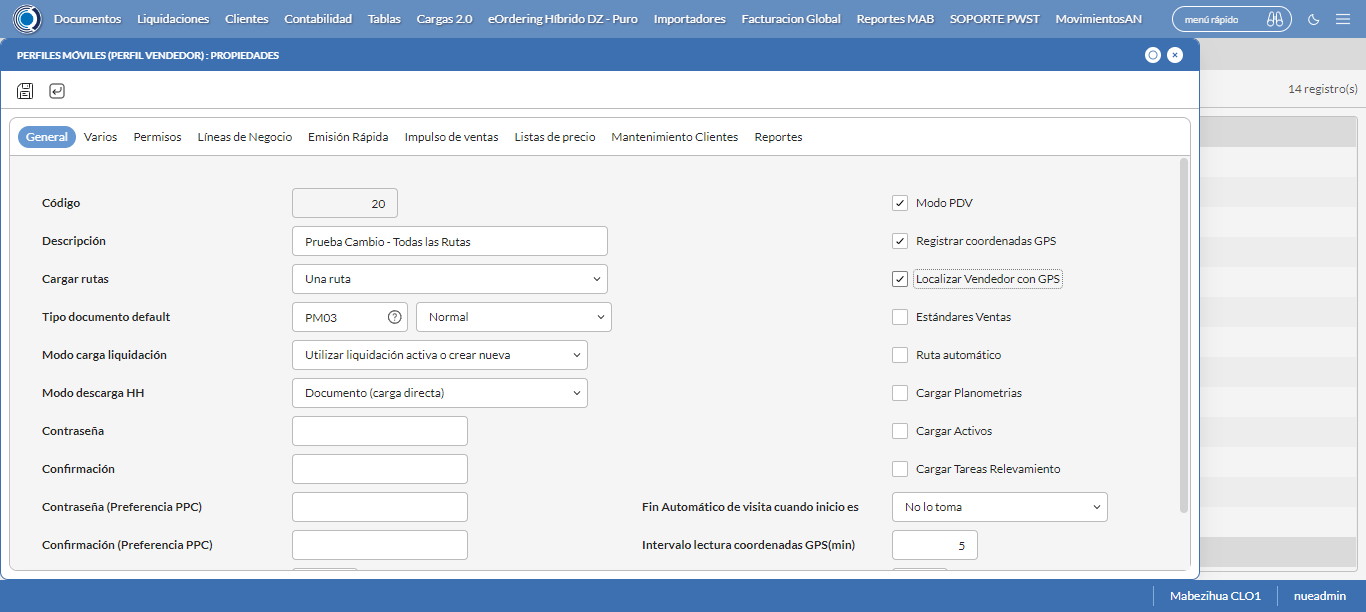 Documentos Liquidaciones Clientes Contabilidad Tablas Cargas 2.0 eOrdering Híbrido DZ - Puro Importadores Facturacion Global Reportes MAB SOPORTE PWST MovimientosAN menú rápido
PERFILES MÓVILES (PERFIL VENDEDOR) : PROPIEDADES
14 registro(s)
General Varios Permisos Líneas de Negocio Emisión Rápida Impulso de ventas Listas de precio Mantenimiento Clientes Reportes
Código 20 Modo PDV
Descripción Prueba Cambio - Todas las Rutas Registrar coordenadas GPS
Cargar rutas Una ruta Localizar Vendedor con GPS
Tipo documento default PM03 Normal Estándares Ventas
Modo carga liquidación Utilizar liquidación activa o crear nueva Ruta automático
Modo descarga HH Documento (carga directa) Cargar Planometrias
Contraseña Cargar Activos
Confirmación Cargar Tareas Relevamiento
Contraseña (Preferencia PPC) Fin Automático de visita cuando inicio es No lo toma
Confirmación (Preferencia PPC) Intervalo lectura coordenadas GPS(min) 5
Mabezihua CLO1 nueadmin